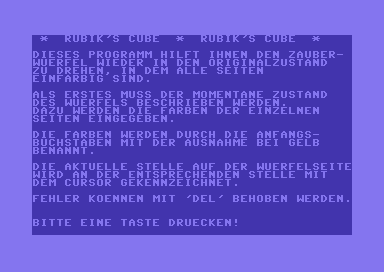 * RUBIK'S CUBE * RUBIK'S CUBE *
DIESES PROGRAMM HILFT IHNEN DEN ZAUBER-
WUERFEL WIEDER IN DEN ORIGINALZUSTAND
ZU DREHEN, IN DEM ALLE SEITEN
EINFARBIG SIND.
ALS ERSTES MUSS DER MOMENTANE ZUSTAND
DES WUERFELS BESCHRIEBEN WERDEN.
DAZU WERDEN DIE FARBEN DER EINZELNEN
SEITEN EINGEGEBEN.
DIE FARBEN WERDEN DURCH DIE ANFANGS-
BUCHSTABEN MIT DER AUSNAHME BEI GELB
BENANNT.
DIE AKTUELLE STELLE AUF DER WUERFELSEITE
WIRD AN DER ENTSPRECHENDEN STELLE MIT
DEM CURSOR GEKENNZEICHNET.
FEHLER KOENNEN MIT 'DEL' BEHOBEN WERDEN.
BITTE EINE TASTE DRUECKEN!